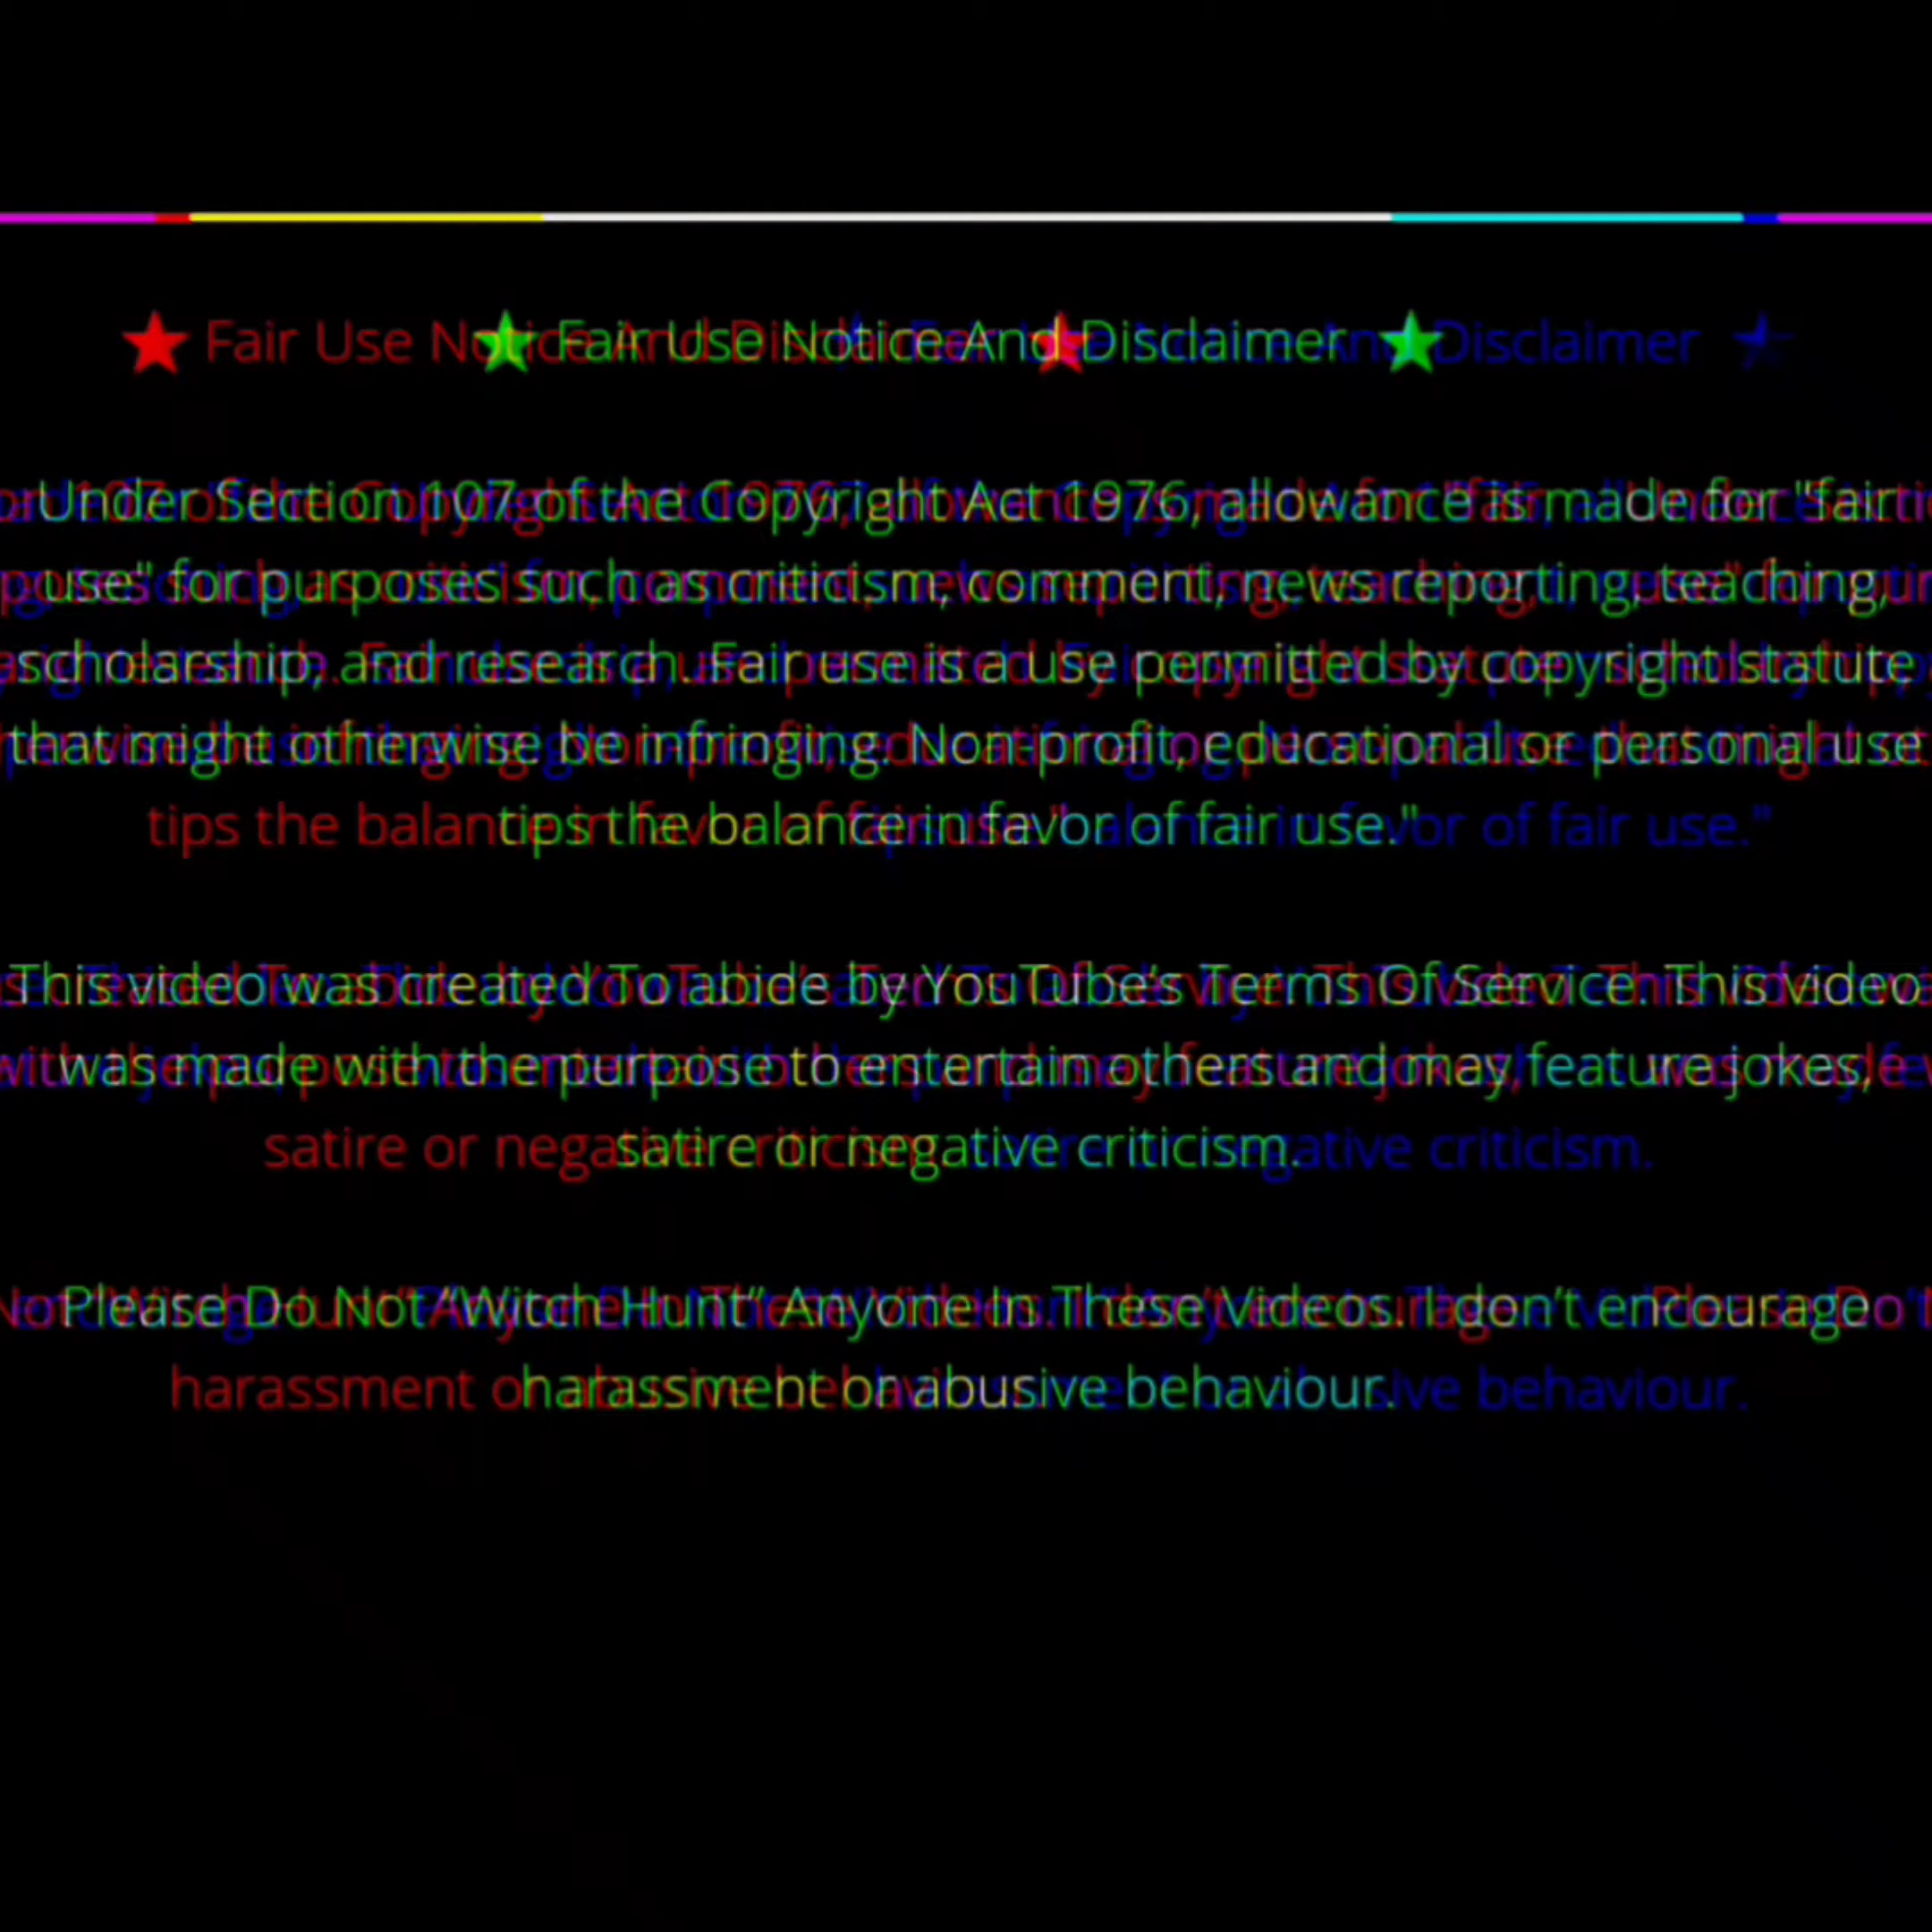 ★ Fair Use Notice And Disclaimer ★
Under Section 107 of the Copyright Act 1976, allowance is made for "fair
use" for purposes such as criticism, comment, news reporting, teaching,
scholarship, and research . Fair use is a use permitted by copyright statute
that might otherwise be infringing. Non-profit, educational or personal use
tips the balance in favor of fair use."
This video was created To abide by YouTube’s Terms Of Service. This video
was made with the purpose to entertain others and may feature jokes,
satire or negative criticism.
Please Do Not “Witch Hunt” Anyone In These Videos. I don’t encourage
harassment or abusive behaviour.